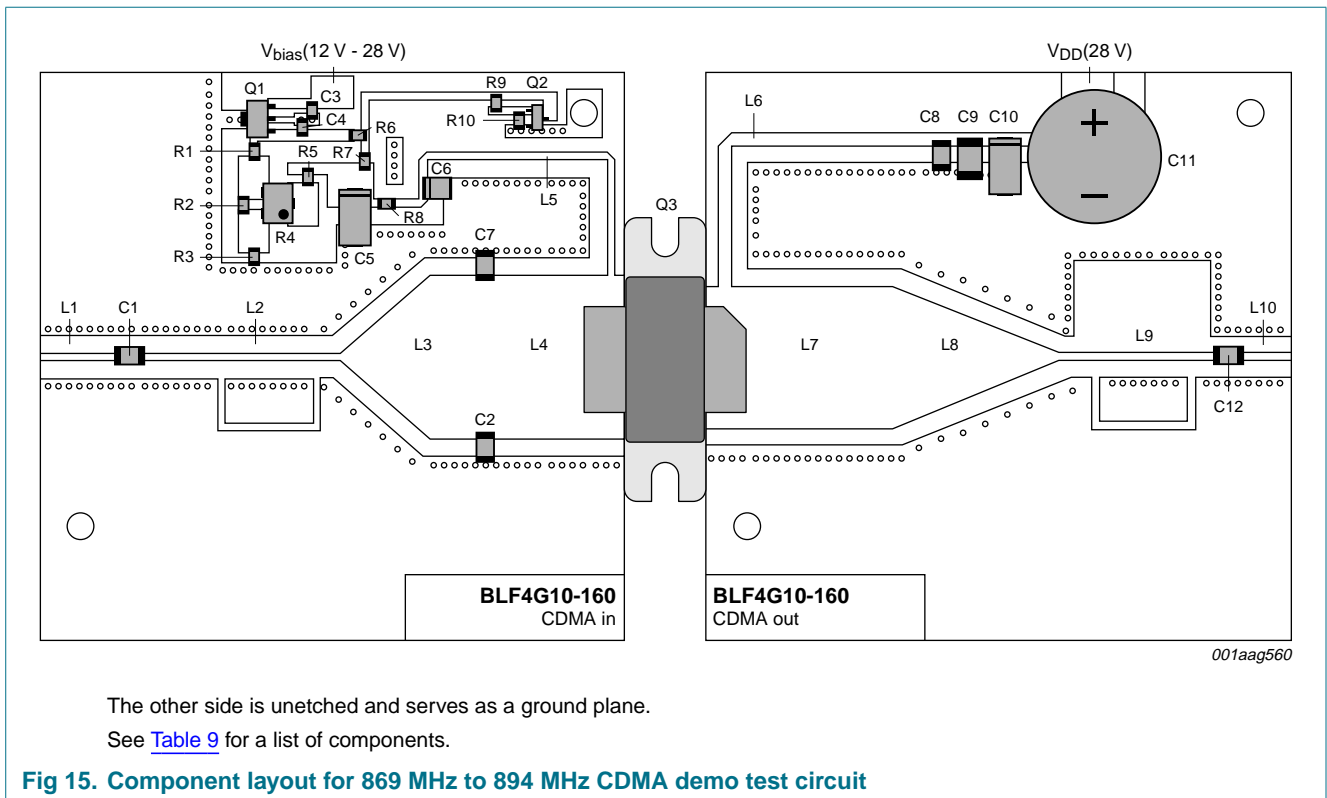 Vbias(12 V - 28 V)
VDD(28 V)
Q1
C3
C4
R9
Q2
R10
R6
R1
R5
R7
C6
R2
R4
R8
L5
R3
C5
C7
Q3
L6
C8
C9
C10
C11
L1
C1
L2
L3
L4
L7
L8
L9
L10
C2
C12
BLF4G10-160
CDMA in
BLF4G10-160
CDMA out
001aag560
The other side is unetched and serves as a ground plane.
See Table 9 for a list of components.
Fig 15. Component layout for 869 MHz to 894 MHz CDMA demo test circuit